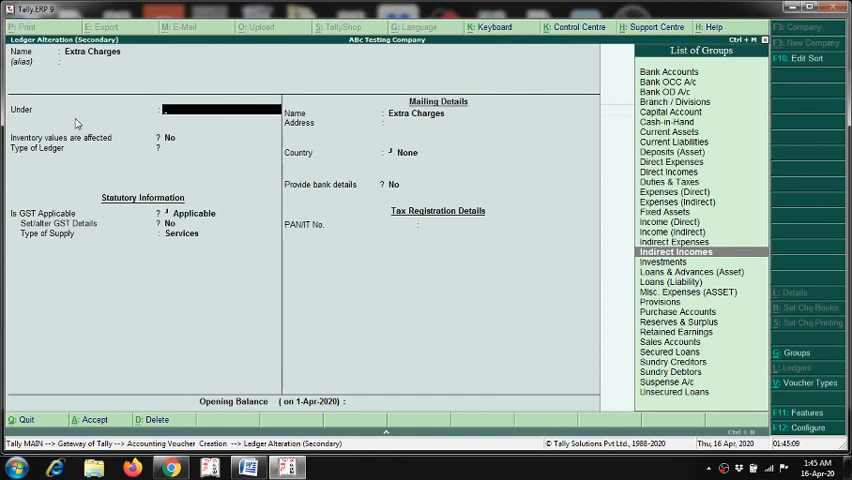 Tally.ERP 9
P: Print E: Export M: E-Mail O: Upload S: TallyShop G: Language K: Keyboard K: Control Centre H: Support Centre H: Help
Ledger Alteration (Secondary) ABc Testing Company Ctrl + M
Name : Extra Charges
(alias) :
Under :
Inventory values are affected ? No
Type of Ledger ?
Statutory Information
Is GST Applicable ? Applicable
Set/alter GST Details ? No
Type of Supply : Services
Mailing Details
Name : Extra Charges
Address :
Country : None
Provide bank details ? No
Tax Registration Details
PAN/IT No. :
Opening Balance ( on 1-Apr-2020) :
List of Groups
Bank Accounts
Bank OCC A/c
Bank OD A/c
Branch / Divisions
Capital Account
Cash-in-Hand
Current Assets
Current Liabilities
Deposits (Asset)
Direct Expenses
Direct Incomes
Duties & Taxes
Expenses (Direct)
Expenses (Indirect)
Fixed Assets
Income (Direct)
Income (Indirect)
Indirect Expenses
Indirect Incomes
Investments
Loans & Advances (Asset)
Loans (Liability)
Misc. Expenses (ASSET)
Provisions
Purchase Accounts
Reserves & Surplus
Retained Earnings
Sales Accounts
Secured Loans
Sundry Creditors
Sundry Debtors
Suspense A/c
Unsecured Loans
F3: Company
F3: New Company
F10: Edit Sort
L: Details
S: Set Chq Books
S: Set Chq Printing
G: Groups
L: Ledgers
V: Voucher Types
F11: Features
F12: Configure
Q: Quit A: Accept D: Delete
Ctrl + N
Tally MAIN --> Gateway of Tally --> Accounting Voucher Creation --> Ledger Alteration (Secondary) © Tally Solutions Pvt Ltd., 1988-2020 Thu, 16 Apr, 2020 01:45:09
1:45 AM
16-Apr-20